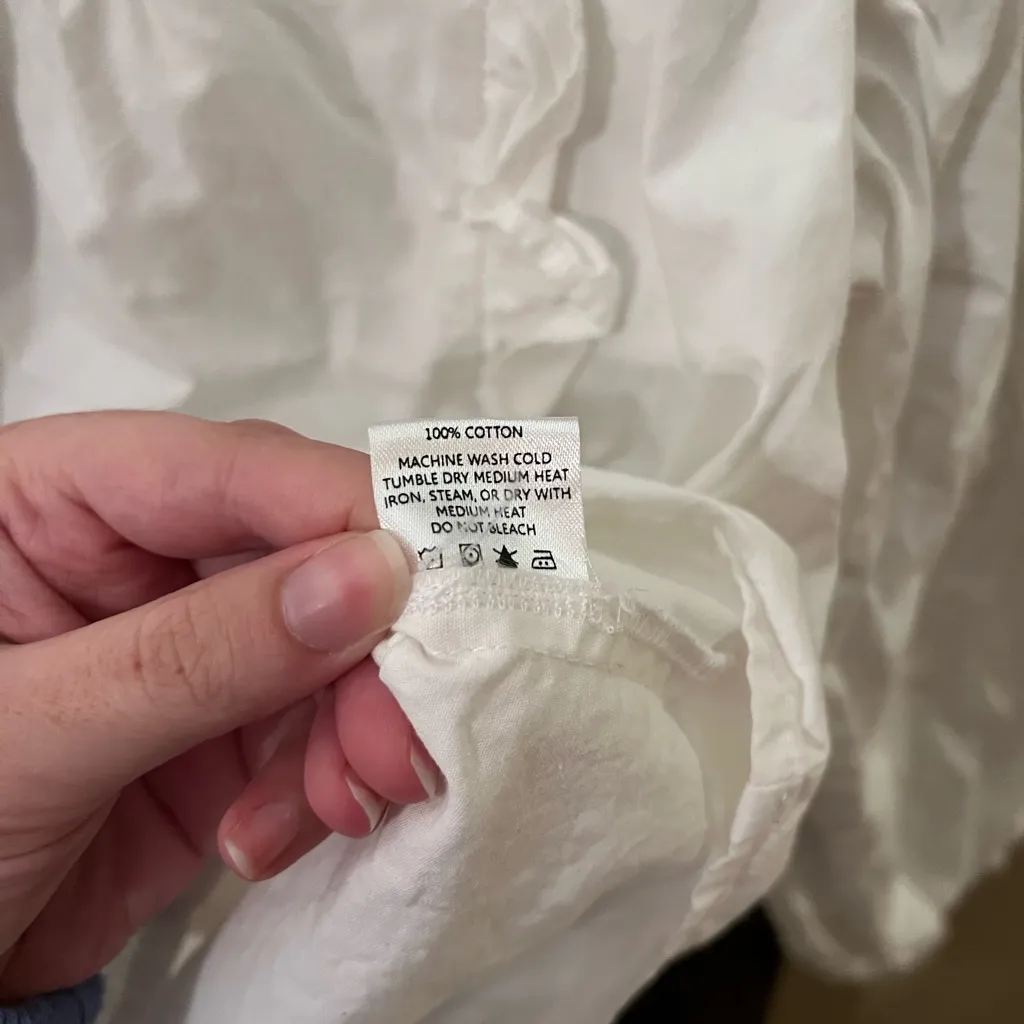 100% COTTON
MACHINE WASH COLD
TUMBLE DRY MEDIUM HEAT
IRON, STEAM, OR DRY WITH
MEDIUM HEAT
DO NOT BLEACH